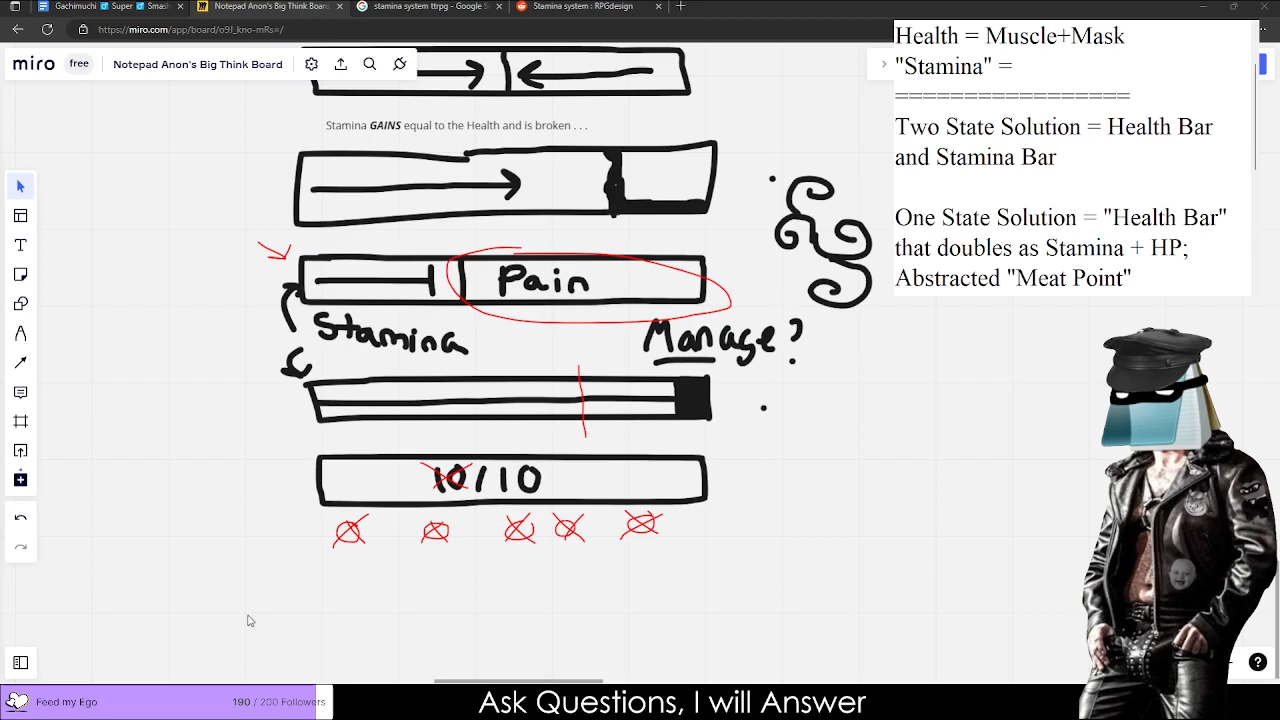 Gchimuchi
Super
Smash
Notepad Anon's Big Think Board
stamina system ttrpg - Google S
Stamina system : RPGdesign
https://miro.com/app/board/o9J_kno-mRs=/
miro
free
Notepad Anon's Big Think Board
Stamina GAINS equal to the Health and is broken . . .
Pain
Stamina
Manage?
10/10
Health = Muscle+Mask
"Stamina" =
=================
Two State Solution = Health Bar
and Stamina Bar
One State Solution = "Health Bar"
that doubles as Stamina + HP;
Abstracted "Meat Point"
Feed my Ego
190 / 200 Followers
Ask Questions, I will Answer